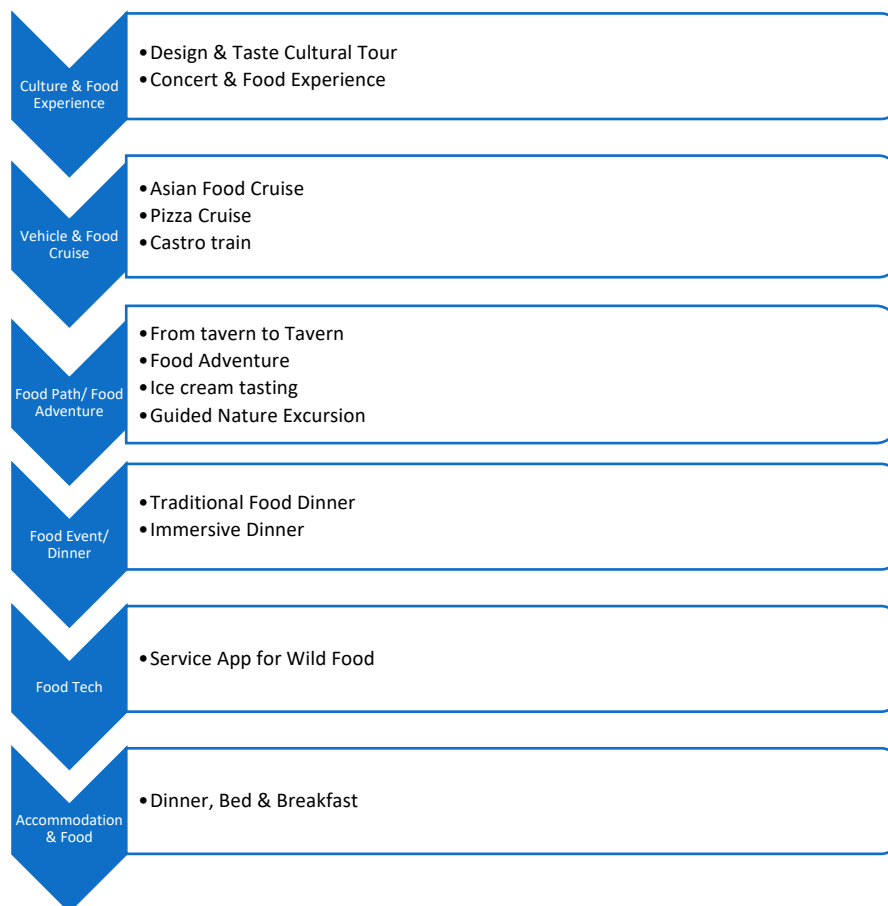 Culture & Food
Experience
•Design & Taste Cultural Tour
•Concert & Food Experience
Vehicle & Food
Cruise
•Asian Food Cruise
•Pizza Cruise
•Castro train
Food Path/ Food
Adventure
•From tavern to Tavern
•Food Adventure
•Ice cream tasting
•Guided Nature Excursion
Food Event/
Dinner
•Traditional Food Dinner
•Immersive Dinner
Food Tech
•Service App for Wild Food
Accommodation
& Food
•Dinner, Bed & Breakfast